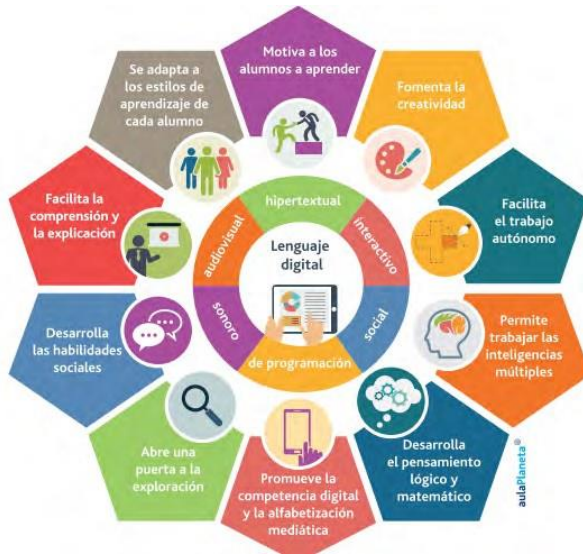 Motiva a los
alumnos a aprender
Fomenta la
creatividad
Facilita
el trabajo
autónomo
Permite
trabajar las
inteligencias
múltiples
Desarrolla
el pensamiento
lógico y
matemático
Promueve la
competencia digital
y la alfabetización
mediática
Abre una
puerta a la
exploración
Desarrolla
las habilidades
sociales
Facilita la
comprensión y
la explicación
Se adapta a
los estilos de
aprendizaje de
cada alumno
hipertextual
interactivo
social
de programación
sonoro
audiovisual
Lenguaje
digital
aulaPlaneta